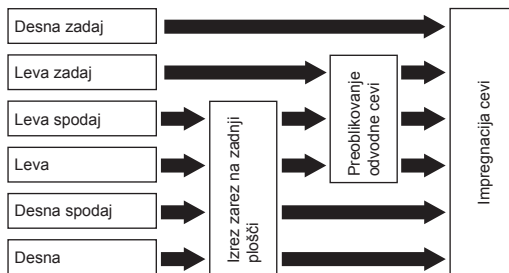 Desna zadaj
Leva zadaj
Leva spodaj
Leva
Desna spodaj
Desna
Izrez zarez na zadnji
plošči
Preoblikovanje
odvodne cevi
Impregnacija cevi